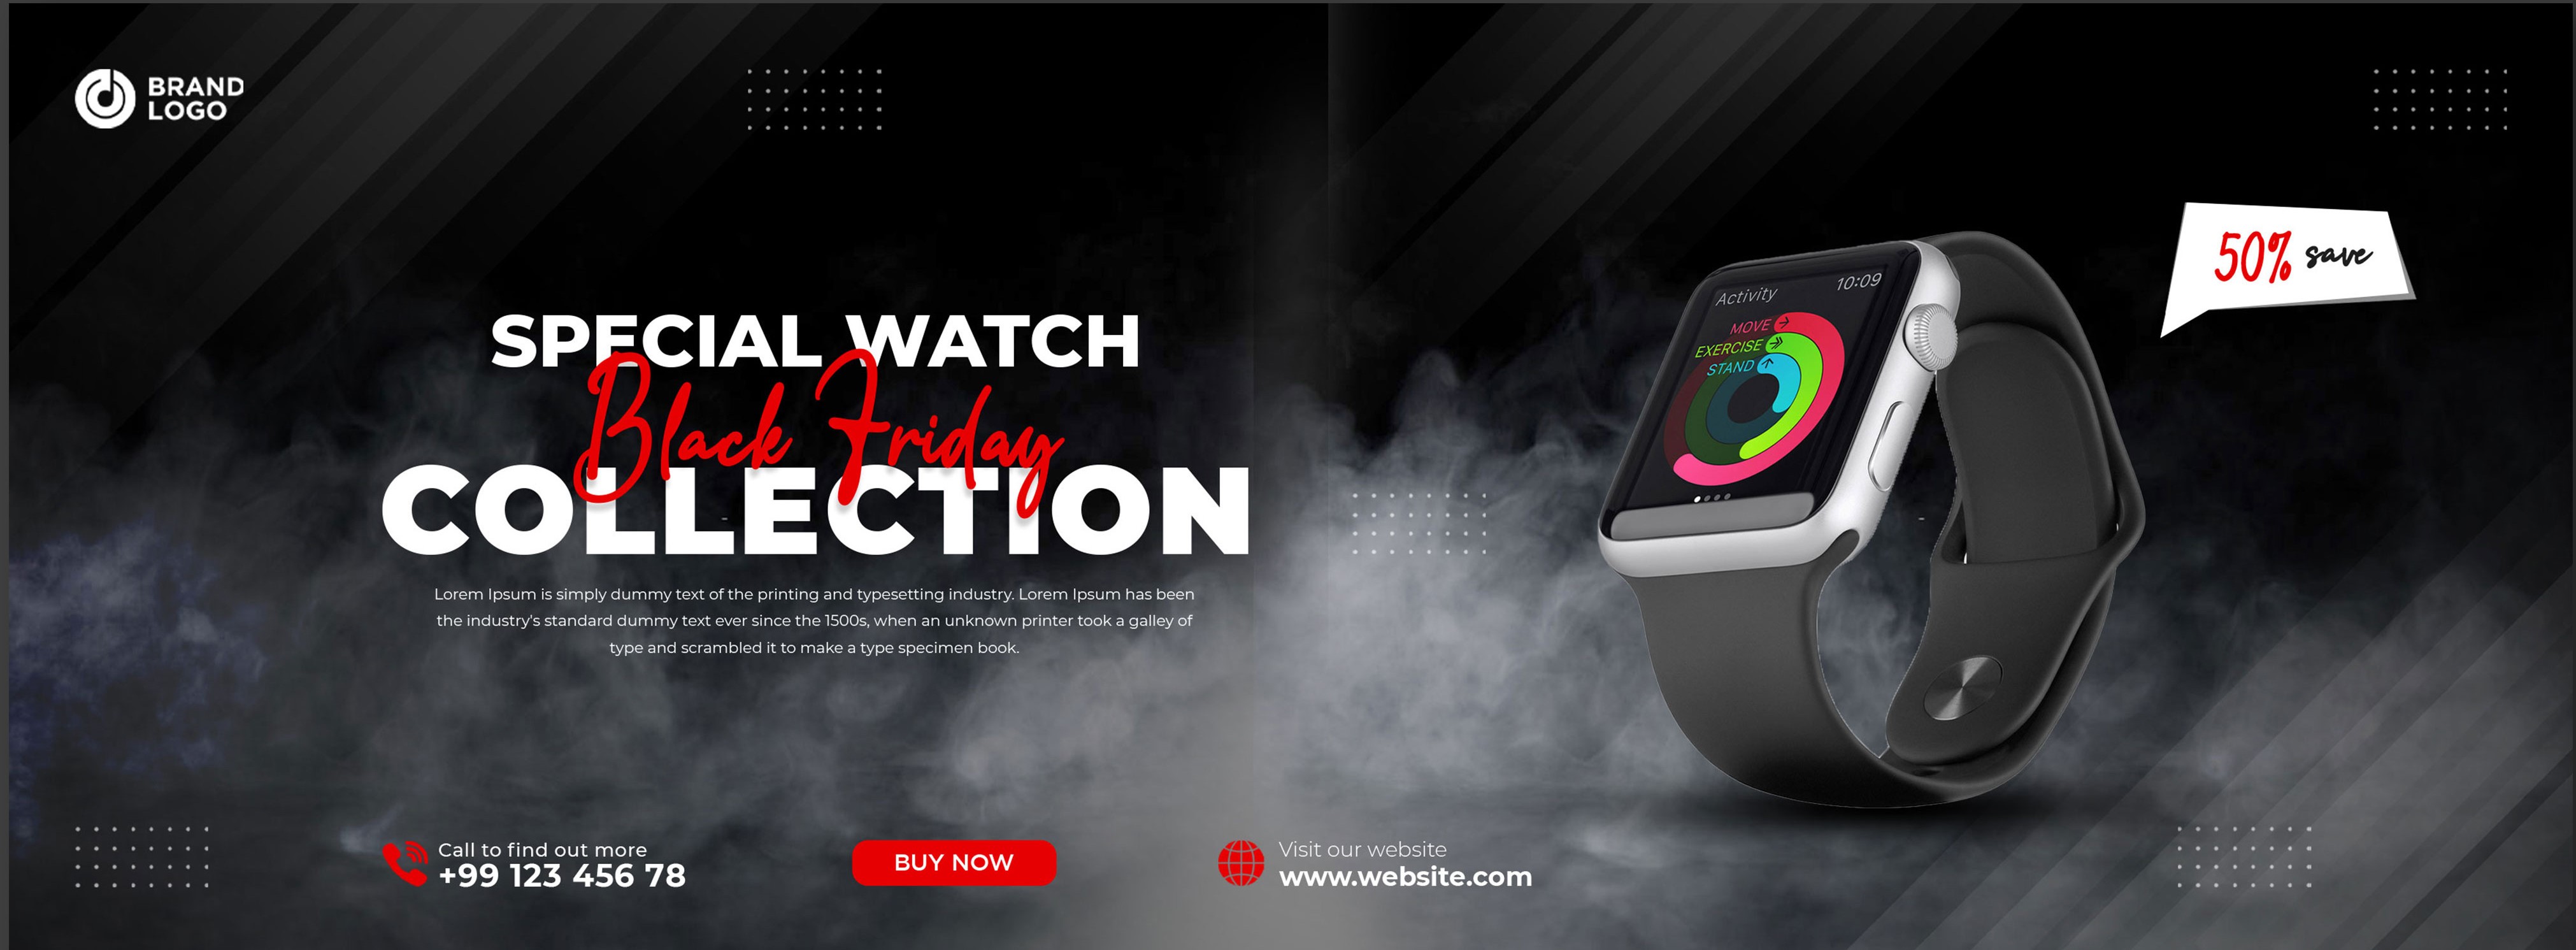 BRAND
LOGO
50% save
Activity 10:09
MOVE
EXERCISE
STAND
SPECIAL WATCH
Black Friday
COLLECTION
Lorem Ipsum is simply dummy text of the printing and typesetting industry. Lorem Ipsum has been
the industry's standard dummy text ever since the 1500s, when an unknown printer took a galley of
type and scrambled it to make a type specimen book.
Call to find out more
+99 123 456 78
BUY NOW
Visit our website
www.website.com